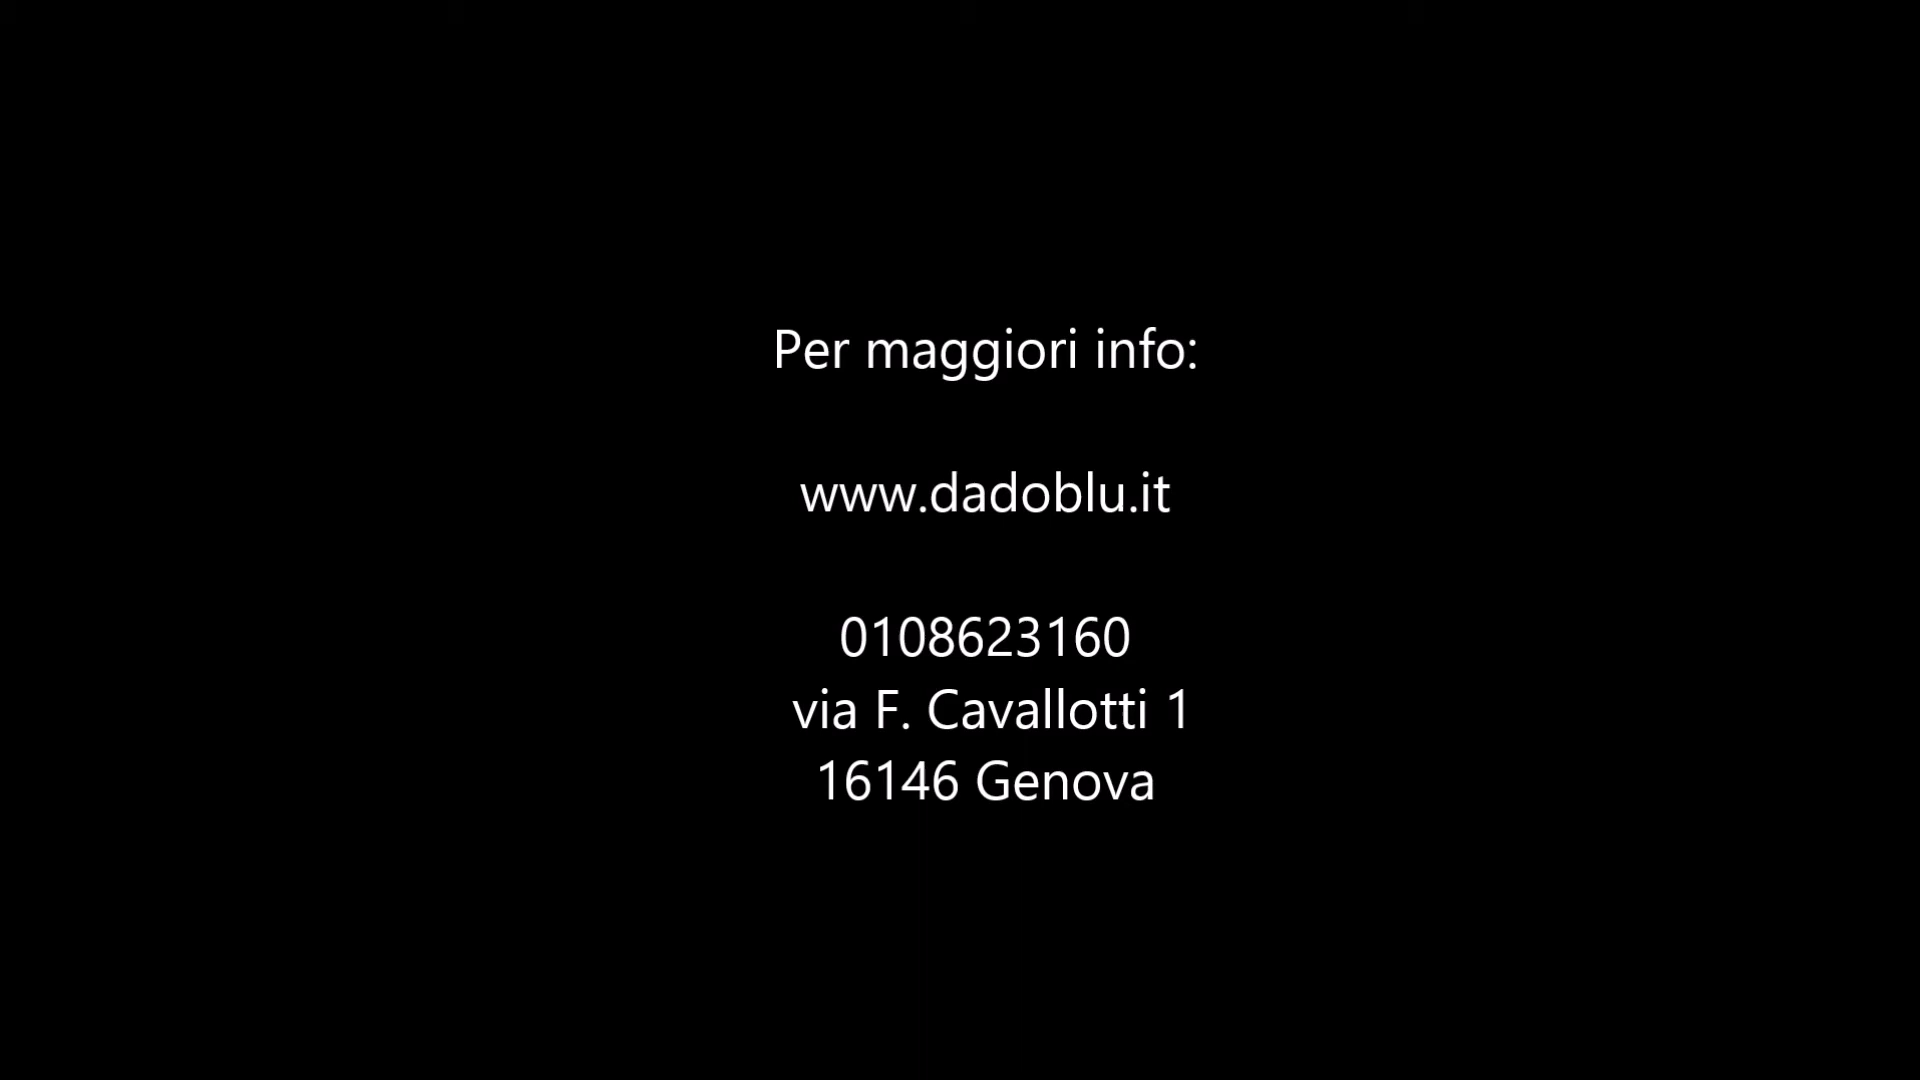 Per maggiori info:
www.dadoblu.it
0108623160
via F. Cavallotti 1
16146 Genova